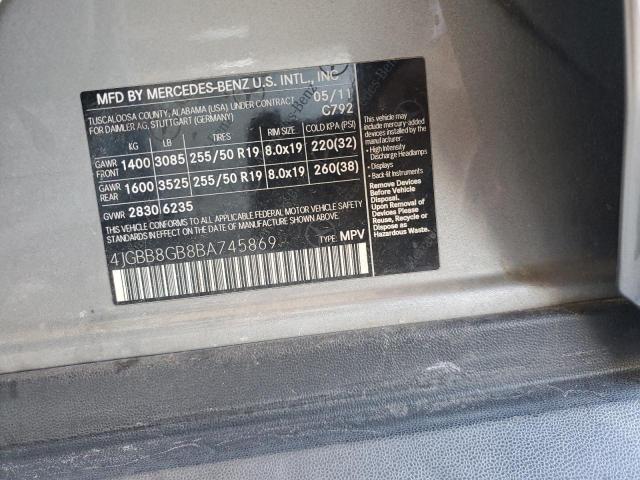 MFD BY MERCEDES-BENZ U.S. INTL., INC
TUSCALOOSA COUNTY, ALABAMA (USA) UNDER CONTRACT 05/11
FOR DAIMLER AG, STUTTGART (GERMANY) C792
KG LB TIRES RIM SIZE COLD KPA (PSI)
GAWR FRONT 1400 3085 255/50 R19 8.0x19 220(32)
GAWR REAR 1600 3525 255/50 R19 8.0x19 260(38)
GVWR 2830 6235
THIS VEHICLE CONFORMS TO ALL APPLICABLE FEDERAL MOTOR VEHICLE SAFETY
STANDARDS IN EFFECT ON THE DATE OF MANUFACTURE SHOWN ABOVE.
4JGBB8GB8BA745869 TYPE: MPV
This vehicle may
include mercury-added
devices installed by the
manufacturer:
• High Intensity
Discharge Headlamps
• Displays
• Back-lit Instruments
Remove Devices
Before Vehicle Disposal.
Upon Removal of
Devices Please
Reuse, Recycle or
Dispose as
Hazardous Waste.